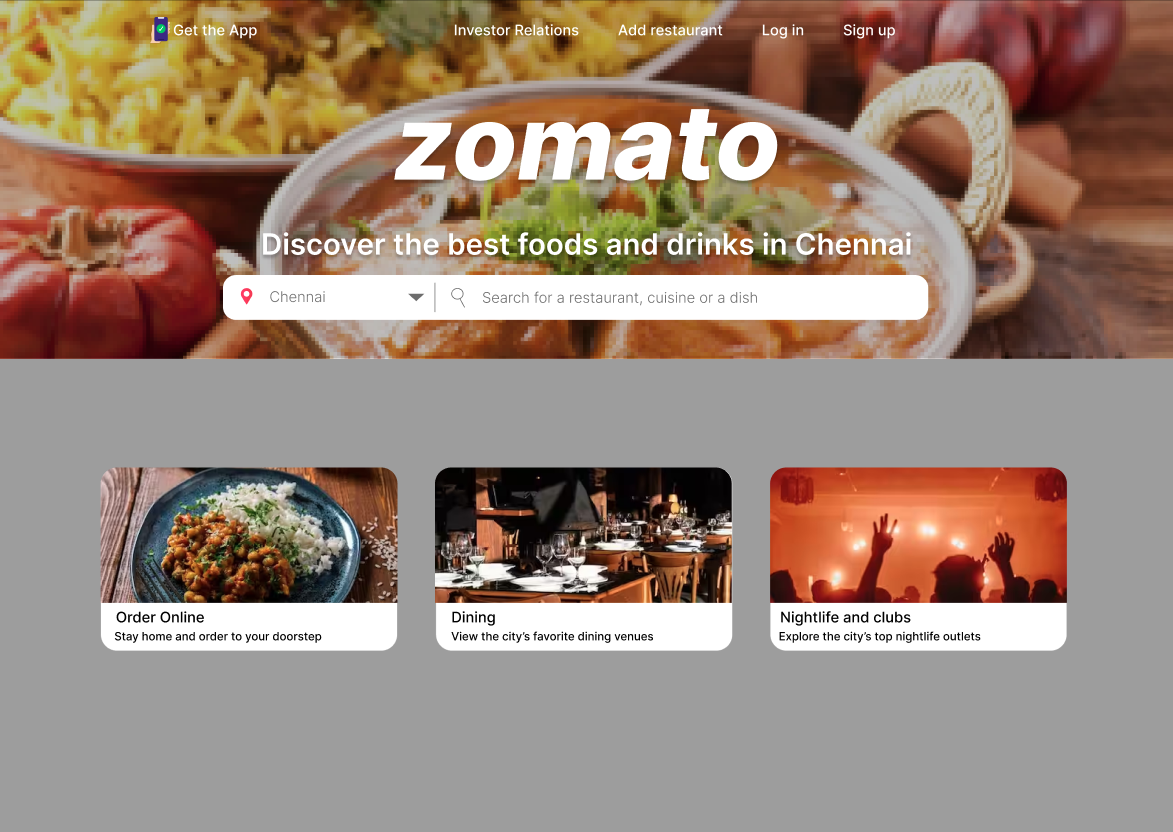 Get the App
Investor Relations
Add restaurant
Log in
Sign up
zomato
Discover the best foods and drinks in Chennai
Chennai
Search for a restaurant, cuisine or a dish
Order Online
Stay home and order to your doorstep
Dining
View the city’s favorite dining venues
Nightlife and clubs
Explore the city’s top nightlife outlets